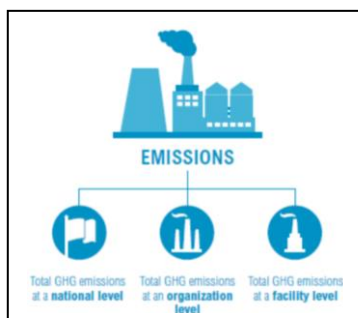 EMISSIONS
Total GHG emissions
at a national level
Total GHG emissions
at an organization
level
Total GHG emissions
at a facility level